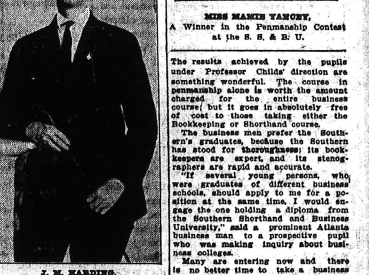 MISS MAMIE YANCEY,
A Winner in the Penmanship Contest
at the S. S. & B. U.
The results achieved by the pupils
under Professor Childs' direction are
something wonderful. The course in
penmanship alone is worth the amount
charged for the entire business
course; but it goes in absolutely free
of cost to those taking either the
Bookkeeping or Shorthand course.
The business men prefer the South-
ern's graduates, because the Southern
has stood for thoroughness; its book-
keepers are expert, and its stenog-
raphers are rapid and accurate.
"If several young persons, who
were graduates of different business
schools, should apply to me for a po-
sition at the same time, I would en-
gage the one holding a diploma from
the Southern Shorthand and Business
University," said a prominent Atlanta
business man to a prospective pupil
who was making inquiry about busi-
ness colleges.
Many are entering now and there
is no better time to take a business
J. M. HARDING.